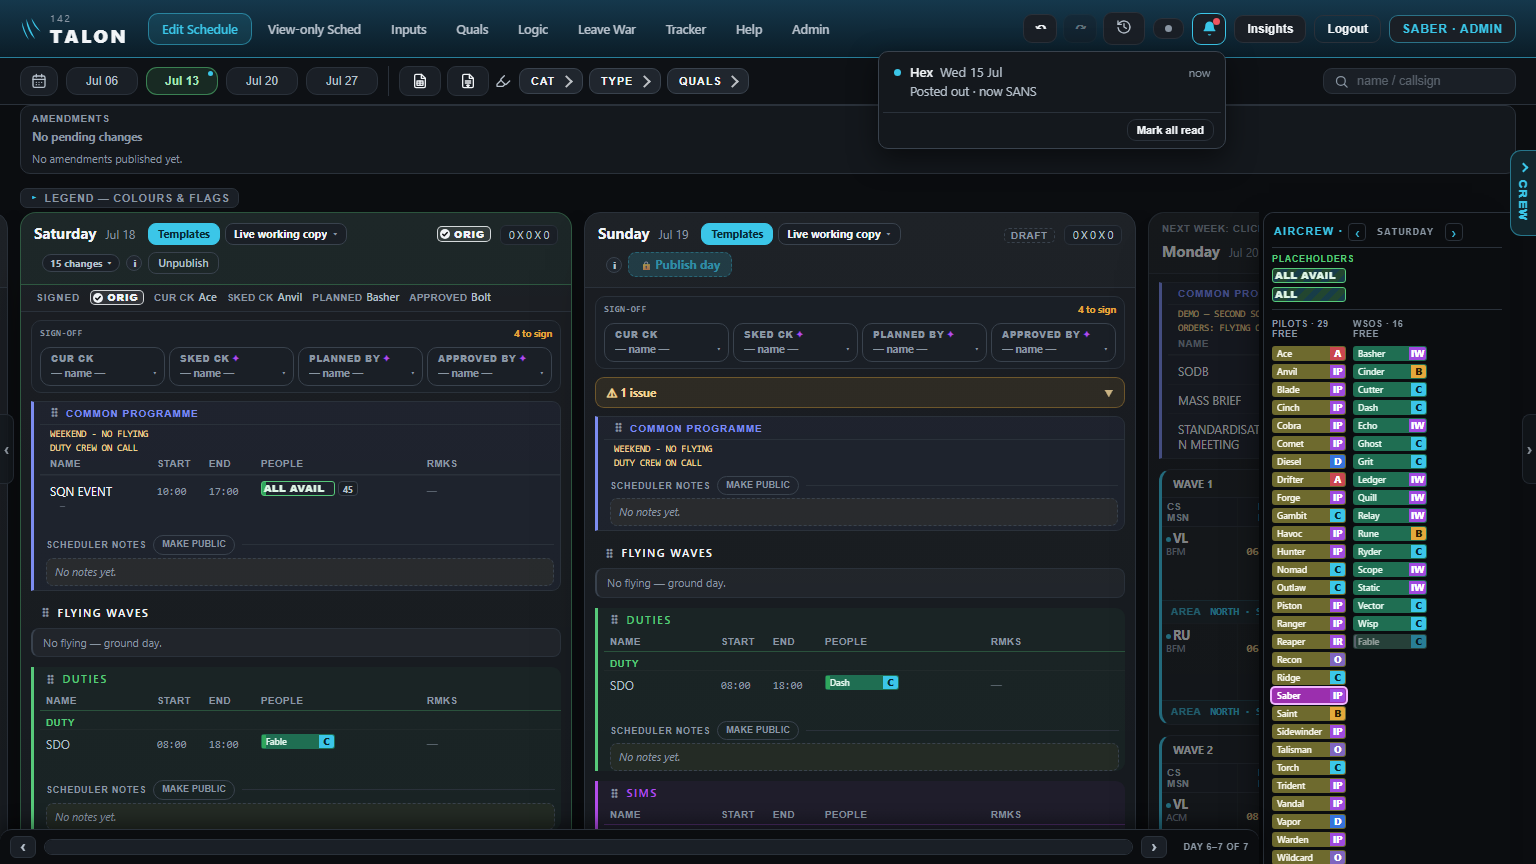 142
TALON
Edit Schedule
View-only Sched
Inputs
Quals
Logic
Leave War
Tracker
Help
Admin
Insights
Logout
SABER · ADMIN
Jul 06
Jul 13
Jul 20
Jul 27
CAT
TYPE
QUALS
name / callsign
Hex Wed 15 Jul now
Posted out · now SANS
Mark all read
AMENDMENTS
No pending changes
No amendments published yet.
LEGEND — COLOURS & FLAGS
CREW
Saturday Jul 18 Templates Live working copy ORIG 0X0X0
15 changes i Unpublish
SIGNED ORIG CUR CK Ace SKED CK Anvil PLANNED Basher APPROVED Bolt
SIGN-OFF 4 to sign
CUR CK SKED CK PLANNED BY APPROVED BY
— name — — name — — name — — name —
COMMON PROGRAMME
WEEKEND - NO FLYING
DUTY CREW ON CALL
NAME START END PEOPLE RMKS
SQN EVENT 10:00 17:00 ALL AVAIL 45 —
—
SCHEDULER NOTES MAKE PUBLIC
No notes yet.
FLYING WAVES
No flying — ground day.
DUTIES
NAME START END PEOPLE RMKS
DUTY
SDO 08:00 18:00 Fable C —
SCHEDULER NOTES MAKE PUBLIC
No notes yet.
Sunday Jul 19 Templates Live working copy DRAFT 0X0X0
i Publish day
SIGN-OFF 4 to sign
CUR CK SKED CK PLANNED BY APPROVED BY
— name — — name — — name — — name —
1 issue
COMMON PROGRAMME
WEEKEND - NO FLYING
DUTY CREW ON CALL
SCHEDULER NOTES MAKE PUBLIC
No notes yet.
FLYING WAVES
No flying — ground day.
DUTIES
NAME START END PEOPLE RMKS
DUTY
SDO 08:00 18:00 Dash C —
SCHEDULER NOTES MAKE PUBLIC
No notes yet.
SIMS
NAME START END PEOPLE RMKS
NEXT WEEK: CLIC
Monday Jul 20
COMMON PRO
DEMO — SECOND SC
ORDERS: FLYING C
NAME
SODB
MASS BRIEF
STANDARDISAT
N MEETING
WAVE 1
CS
MSN
VL
BFM 06
AREA NORTH ·
RU
BFM 06
AREA NORTH ·
WAVE 2
CS
MSN
VL
ACM 08
AIRCREW · ‹ SATURDAY ›
PLACEHOLDERS
ALL AVAIL
ALL
PILOTS · 29 FREE
WSOS · 16 FREE
Ace A Basher IW
Anvil IP Cinder B
Blade IP Cutter C
Cinch IP Dash C
Cobra IP Echo IW
Comet IP Ghost C
Diesel D Grit C
Drifter A Ledger IW
Forge IP Quill IW
Gambit C Relay IW
Havoc IP Rune B
Hunter IP Ryder C
Nomad C Scope IW
Outlaw C Static IW
Piston IP Vector C
Ranger IP Wisp C
Reaper IR Fable C
Recon O
Ridge C
Saber IP
Saint B
Sidewinder IP
Talisman O
Torch C
Trident IP
Vandal IP
Vapor D
Warden IP
Wildcard O
DAY 6–7 OF 7